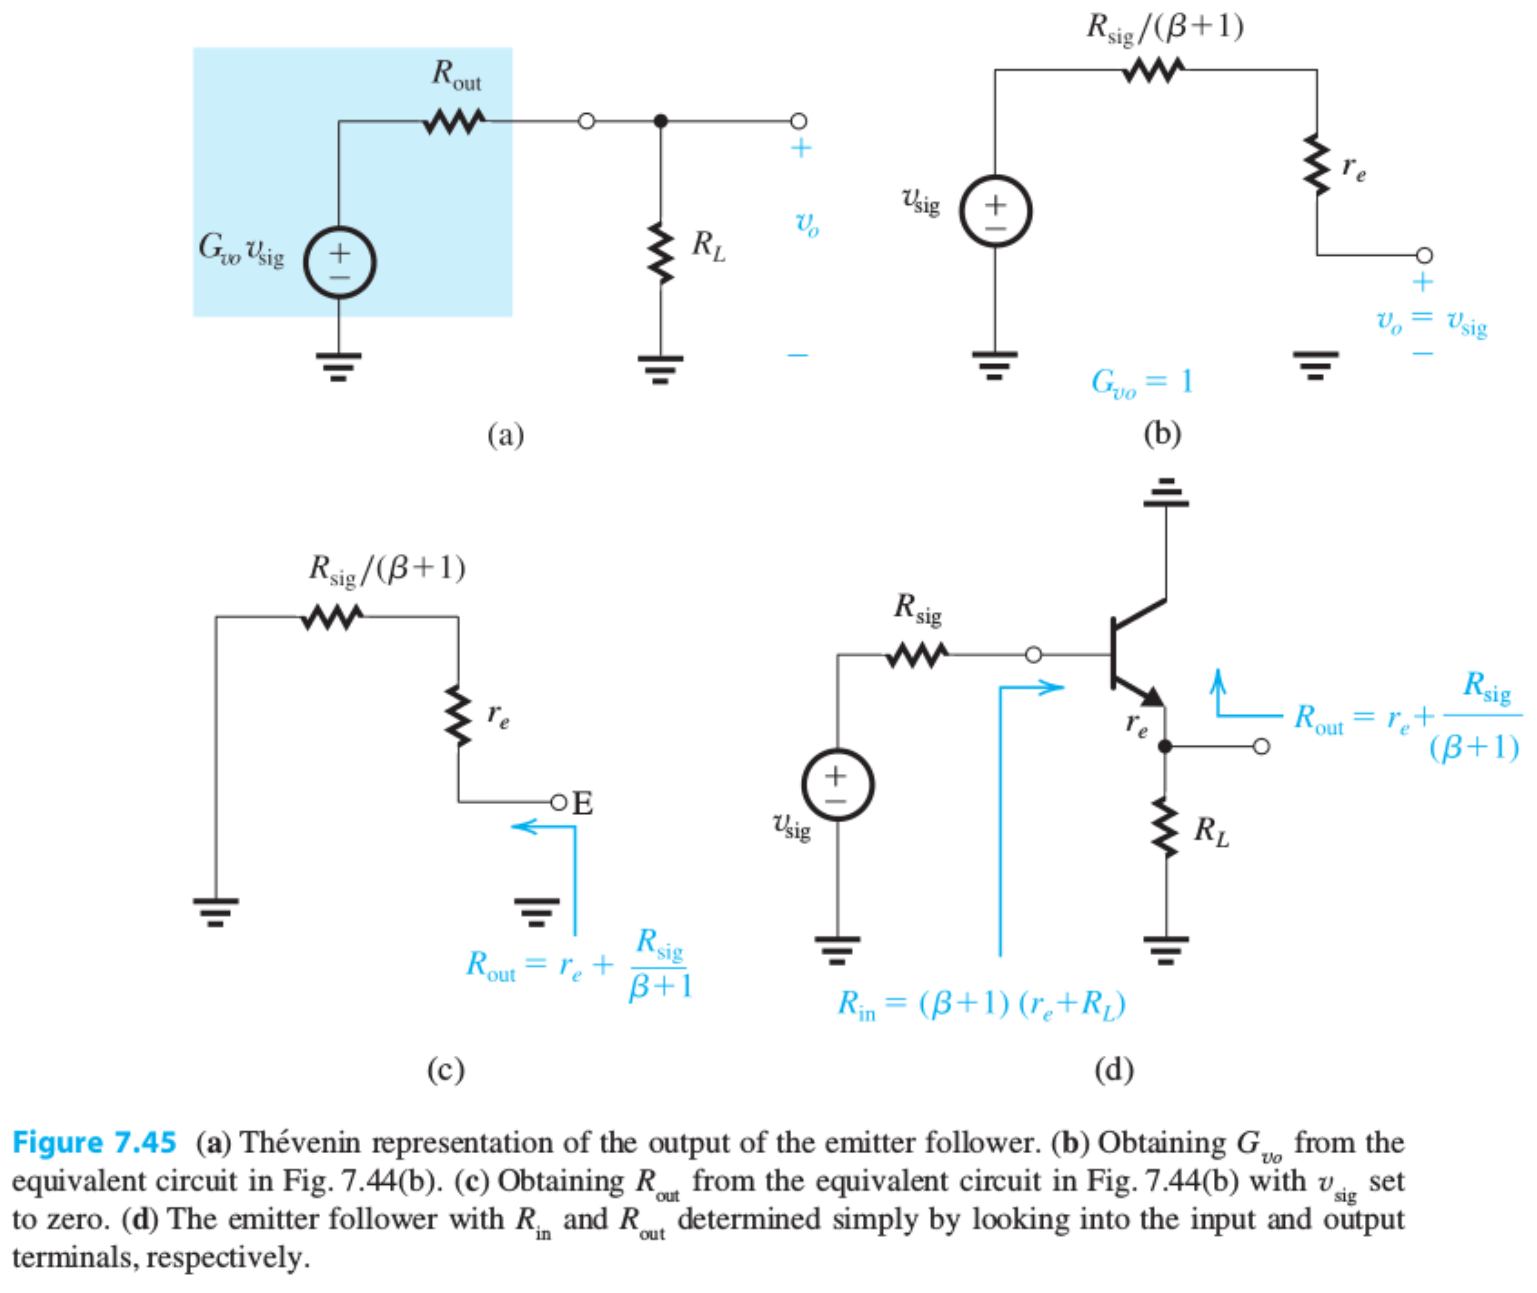 R_out
G_vo v_sig
+
−
R_L
+
v_o
−
(a)
R_sig/(β+1)
v_sig
+
−
r_e
+
v_o = v_sig
−
G_vo = 1
(b)
R_sig/(β+1)
r_e
E
R_out = r_e + R_sig/β+1
(c)
R_sig
v_sig
+
−
r_e
R_out = r_e + R_sig/(β+1)
R_L
R_in = (β+1) (r_e+R_L)
(d)
Figure 7.45 (a) Thévenin representation of the output of the emitter follower. (b) Obtaining G_vo from the
equivalent circuit in Fig. 7.44(b). (c) Obtaining R_out from the equivalent circuit in Fig. 7.44(b) with v_sig set
to zero. (d) The emitter follower with R_in and R_out determined simply by looking into the input and output
terminals, respectively.